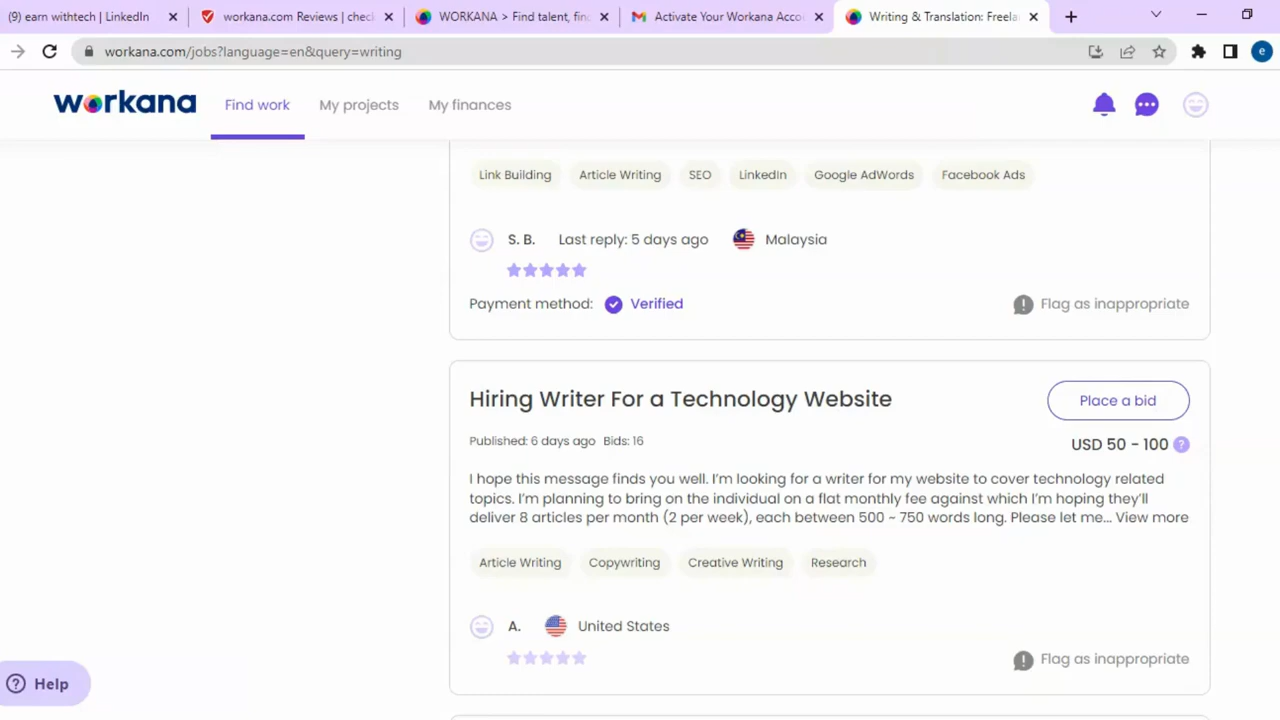 (9) earn withtech | LinkedIn
workana.com Reviews | chec
WORKANA > Find talent, fin
Activate Your Workana Acco
Writing & Translation: Freela
workana.com/jobs?language=en&query=writing
e
workana
Find work
My projects
My finances
Link Building
Article Writing
SEO
LinkedIn
Google AdWords
Facebook Ads
S. B.
Last reply: 5 days ago
Malaysia
Payment method:
Verified
Flag as inappropriate
Hiring Writer For a Technology Website
Place a bid
Published: 6 days ago Bids: 16
USD 50 - 100 ?
I hope this message finds you well. I'm looking for a writer for my website to cover technology related
topics. I'm planning to bring on the individual on a flat monthly fee against which I'm hoping they'll
deliver 8 articles per month (2 per week), each between 500 ~ 750 words long. Please let me... View more
Article Writing
Copywriting
Creative Writing
Research
A.
United States
Flag as inappropriate
? Help